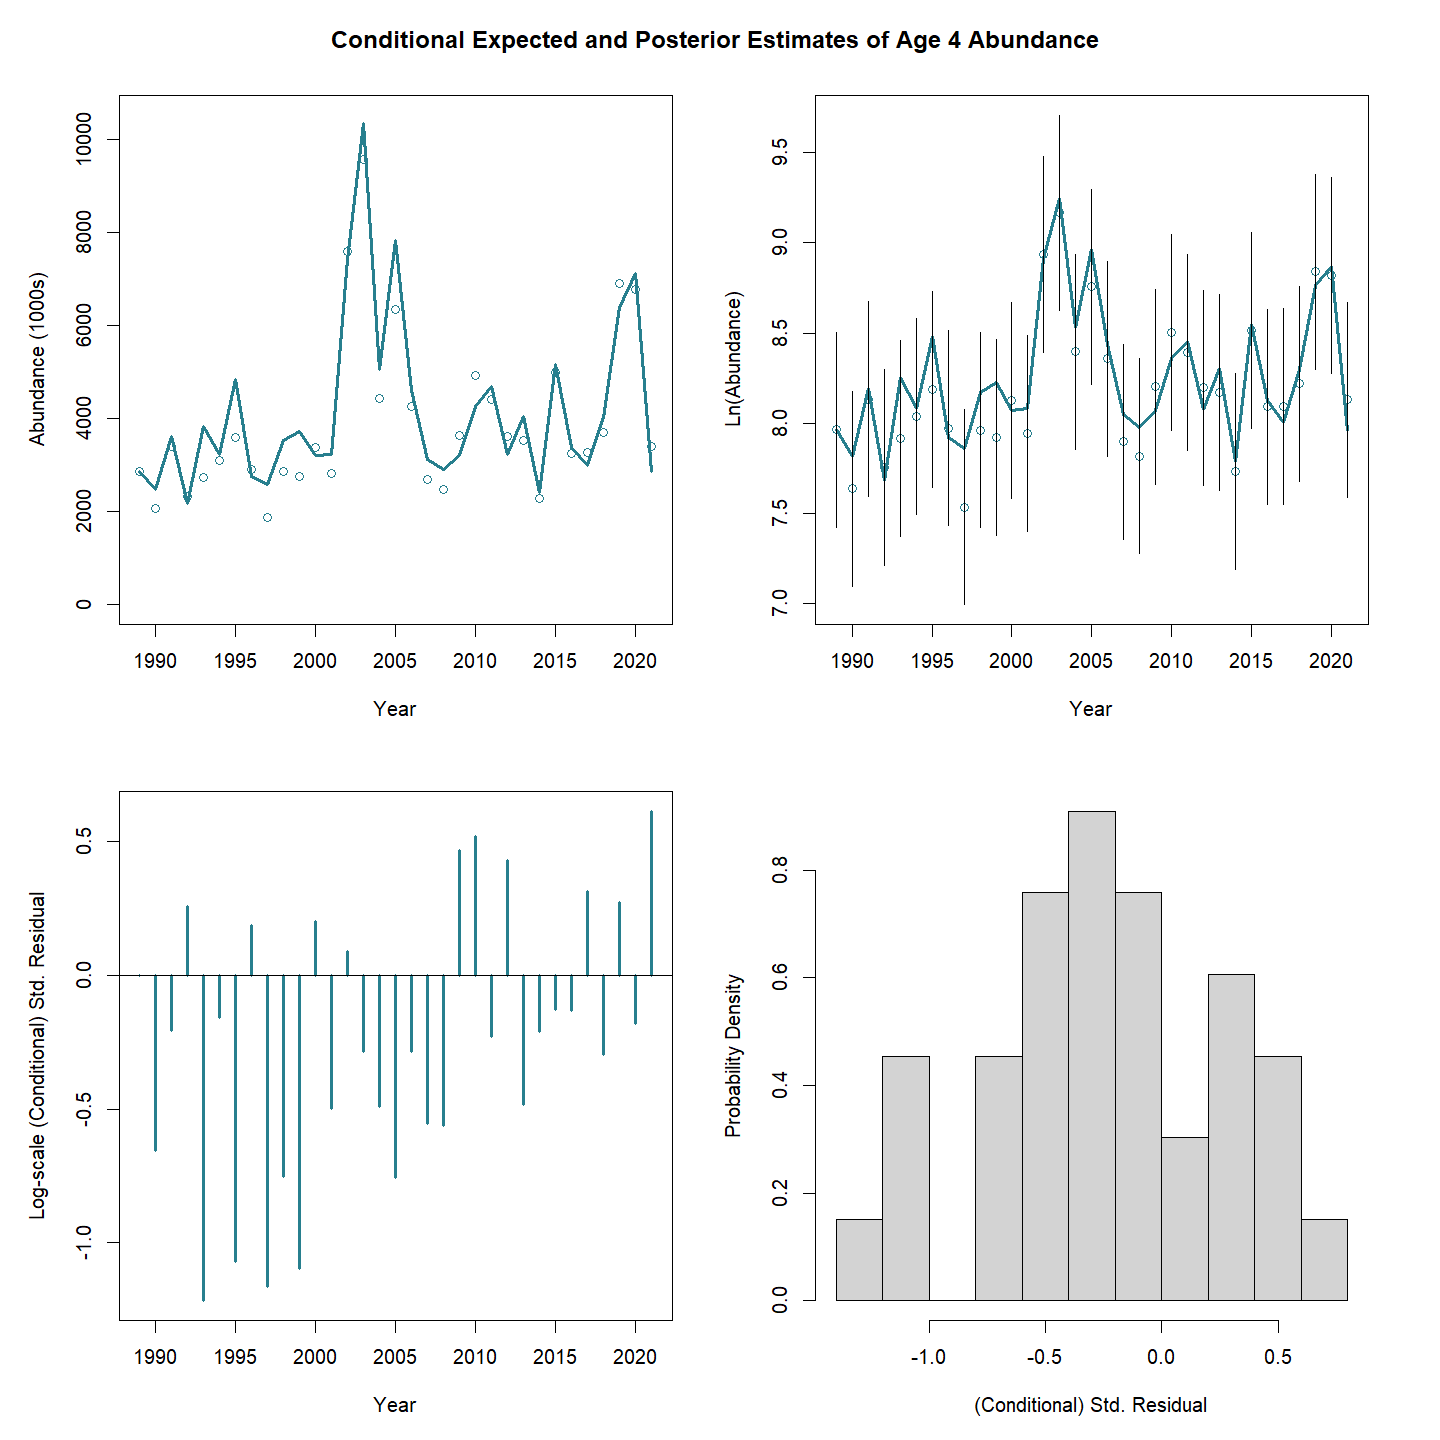 Conditional Expected and Posterior Estimates of Age 4 Abundance
Abundance (1000s)
10000
8000
6000
4000
2000
0
1990 1995 2000 2005 2010 2015 2020
Year
Ln(Abundance)
9.5
9.0
8.5
8.0
7.5
7.0
1990 1995 2000 2005 2010 2015 2020
Year
Log-scale (Conditional) Std. Residual
0.5
0.0
-0.5
-1.0
1990 1995 2000 2005 2010 2015 2020
Year
Probability Density
0.8
0.6
0.4
0.2
0.0
-1.0 -0.5 0.0 0.5
(Conditional) Std. Residual